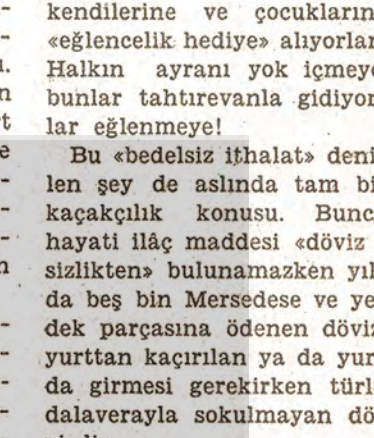 kendilerine ve çocukların
«eğlencelik hediye» alıyorlar
Halkın ayranı yok içmeye
bunlar tahtırevanla gidiyor
lar eğlenmeye!
Bu «bedelsiz ithalat» deni
len şey de aslında tam bi
kaçakçılık konusu. Bunc
hayati ilâç maddesi «döviz
sizlikten» bulunamazken yıl
da beş bin Mersedese ve ye
dek parçasına ödenen döviz
yurttan kaçırılan ya da yur
da girmesi gerekirken türl
dalaverayla sokulmayan dö